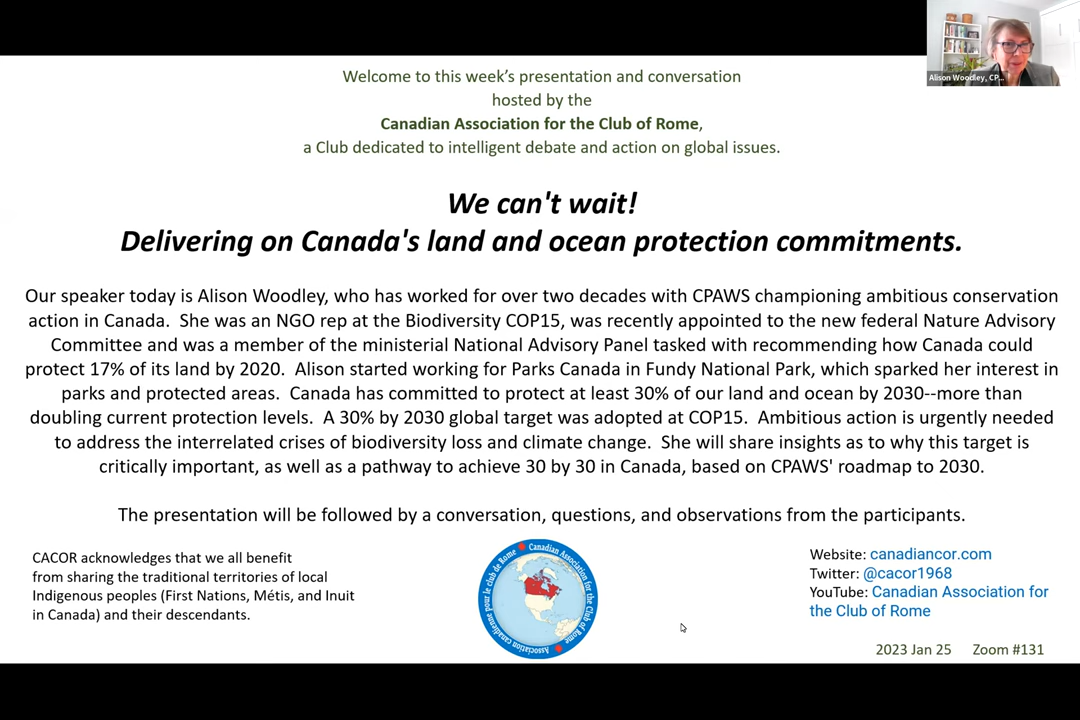 Alison Woodley, CP...
Welcome to this week's presentation and conversation
hosted by the
Canadian Association for the Club of Rome,
a Club dedicated to intelligent debate and action on global issues.
We can't wait!
Delivering on Canada's land and ocean protection commitments.
Our speaker today is Alison Woodley, who has worked for over two decades with CPAWS championing ambitious conservation
action in Canada.  She was an NGO rep at the Biodiversity COP15, was recently appointed to the new federal Nature Advisory
Committee and was a member of the ministerial National Advisory Panel tasked with recommending how Canada could
protect 17% of its land by 2020.  Alison started working for Parks Canada in Fundy National Park, which sparked her interest in
parks and protected areas.  Canada has committed to protect at least 30% of our land and ocean by 2030--more than
doubling current protection levels.  A 30% by 2030 global target was adopted at COP15.  Ambitious action is urgently needed
to address the interrelated crises of biodiversity loss and climate change.  She will share insights as to why this target is
critically important, as well as a pathway to achieve 30 by 30 in Canada, based on CPAWS' roadmap to 2030.
The presentation will be followed by a conversation, questions, and observations from the participants.
CACOR acknowledges that we all benefit
from sharing the traditional territories of local
Indigenous peoples (First Nations, Métis, and Inuit
in Canada) and their descendants.
Canadian Association for the Club of Rome
Association canadienne pour le club de Rome
Website: canadiancor.com
Twitter: @cacor1968
YouTube: Canadian Association for
the Club of Rome
2023 Jan 25 Zoom #131